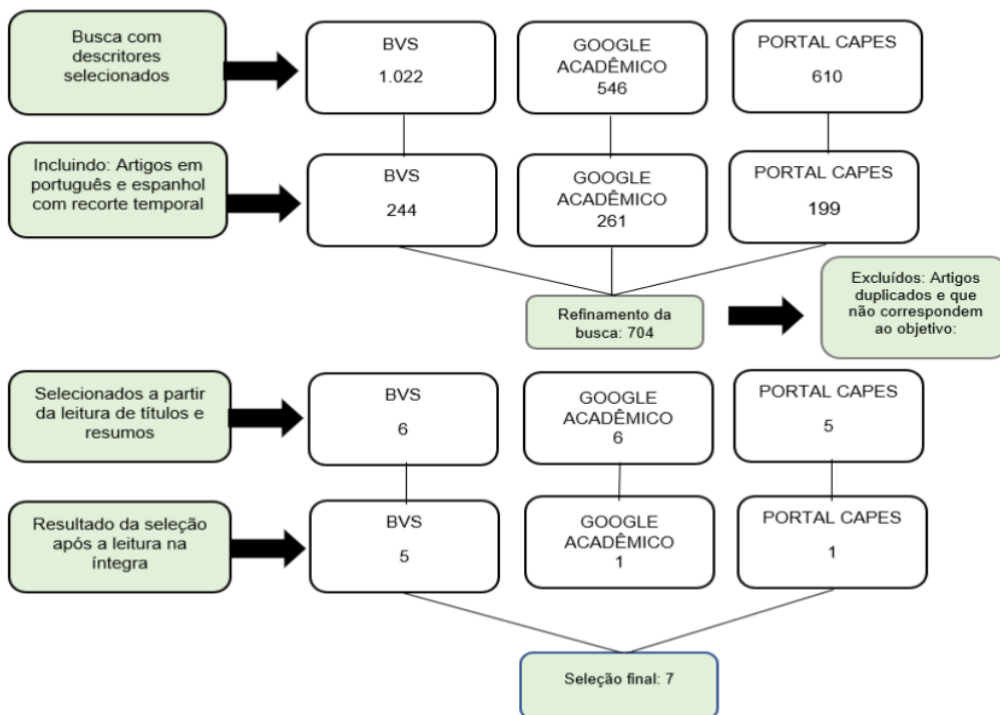 Busca com
descritores
selecionados
BVS
1.022
GOOGLE
ACADÊMICO
546
PORTAL CAPES
610
Incluindo: Artigos em
português e espanhol
com recorte temporal
BVS
244
GOOGLE
ACADÊMICO
261
PORTAL CAPES
199
Refinamento da
busca: 704
Excluídos: Artigos
duplicados e que
não correspondem
ao objetivo:
Selecionados a partir
da leitura de títulos e
resumos
BVS
6
GOOGLE
ACADÊMICO
6
PORTAL CAPES
5
Resultado da seleção
após a leitura na
íntegra
BVS
5
GOOGLE
ACADÊMICO
1
PORTAL CAPES
1
Seleção final: 7